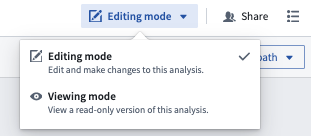 Editing mode
Share
Editing mode
Edit and make changes to this analysis.
path
Viewing mode
View a read-only version of this analysis.